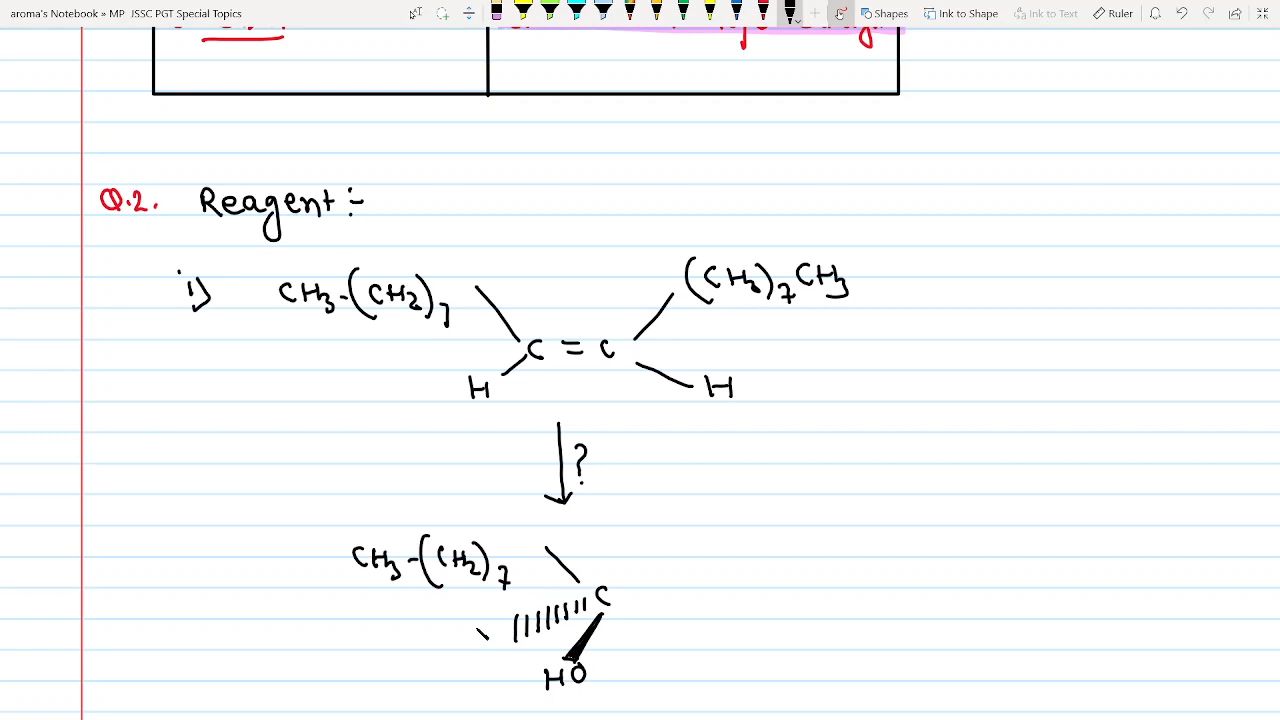 aroma's Notebook » MP JSSC PGT Special Topics
Shapes Ink to Shape Ink to Text Ruler
Q.2. Reagent :-
i) CH3-(CH2)7 (CH3)7CH3
C = C
H H
?
CH3-(CH2)7
C
HO